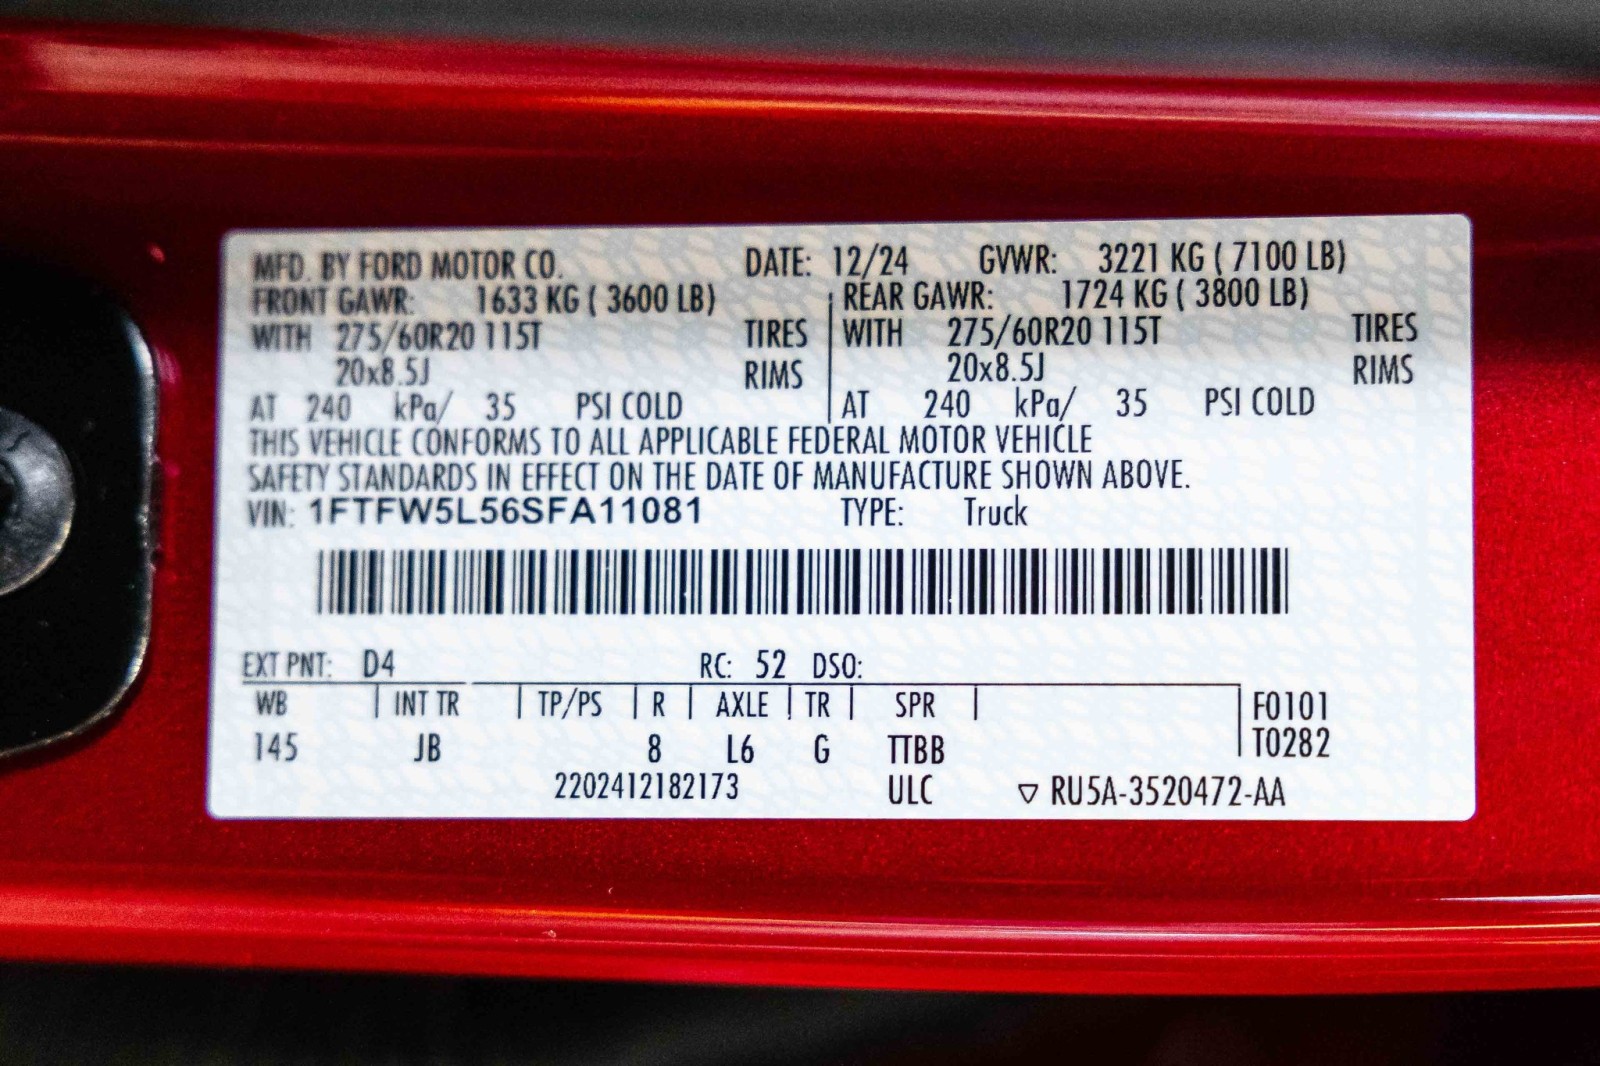 MFD. BY FORD MOTOR CO. DATE: 12/24 GVWR: 3221 KG ( 7100 LB)
FRONT GAWR: 1633 KG ( 3600 LB) REAR GAWR: 1724 KG ( 3800 LB)
WITH 275/60R20 115T TIRES WITH 275/60R20 115T TIRES
20x8.5J RIMS 20x8.5J RIMS
AT 240 kPa/ 35 PSI COLD AT 240 kPa/ 35 PSI COLD
THIS VEHICLE CONFORMS TO ALL APPLICABLE FEDERAL MOTOR VEHICLE
SAFETY STANDARDS IN EFFECT ON THE DATE OF MANUFACTURE SHOWN ABOVE.
VIN: 1FTFW5L56SFA11081 TYPE: Truck
EXT PNT: D4 RC: 52 DSO:
WB INT TR TP/PS R AXLE TR SPR F0101
145 JB 8 L6 G TTBB T0282
2202412182173 ULC ▽ RU5A-3520472-AA